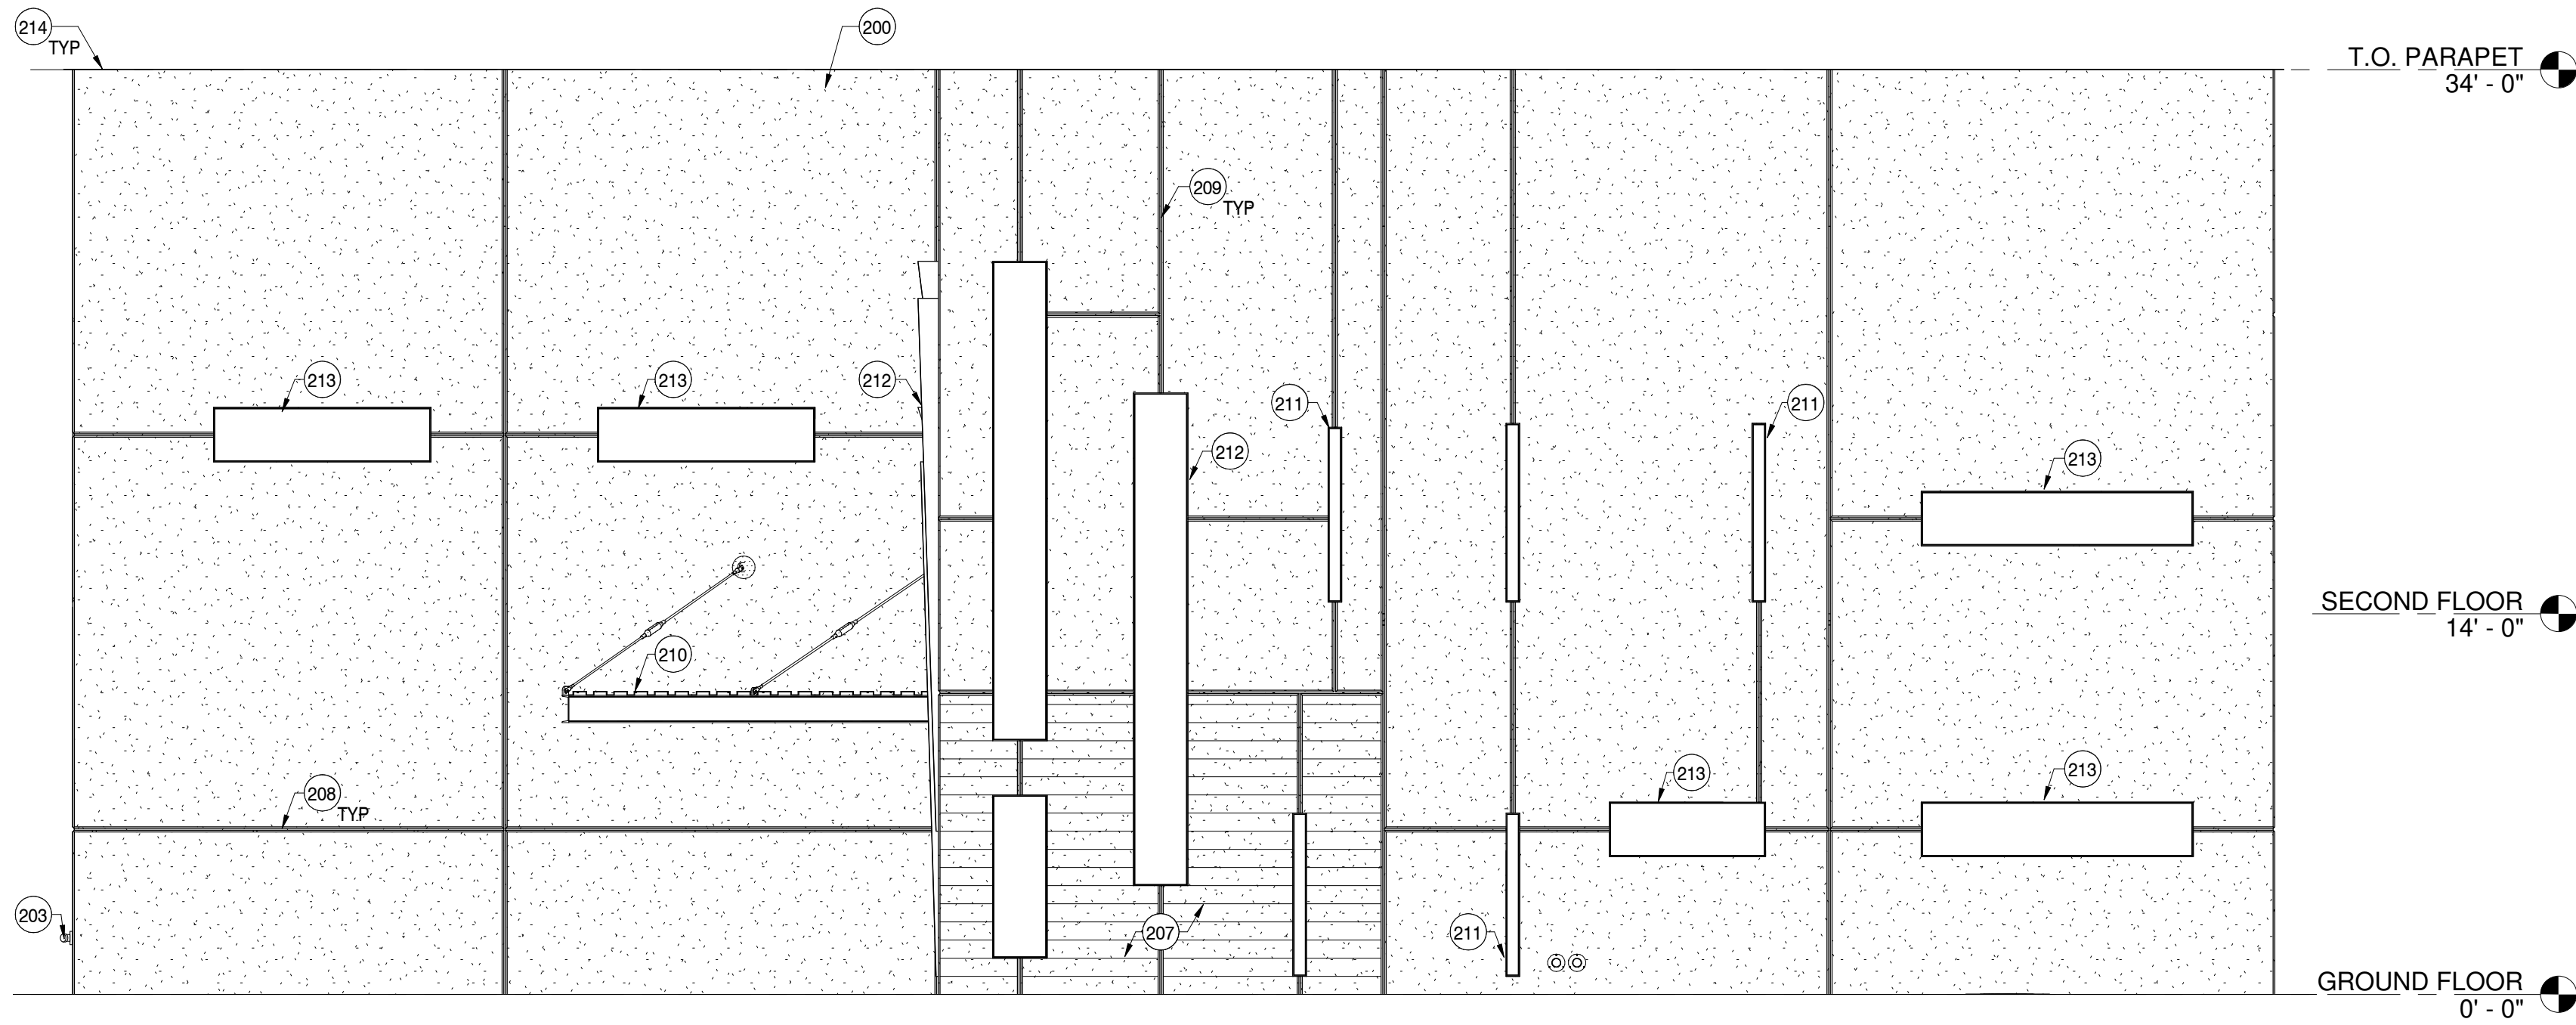 214
TYP
200
T.O. PARAPET
34' - 0"
209
TYP
213
213
212
211
211
212
213
SECOND FLOOR
14' - 0"
210
213
213
208
TYP
203
207
211
GROUND FLOOR
0' - 0"